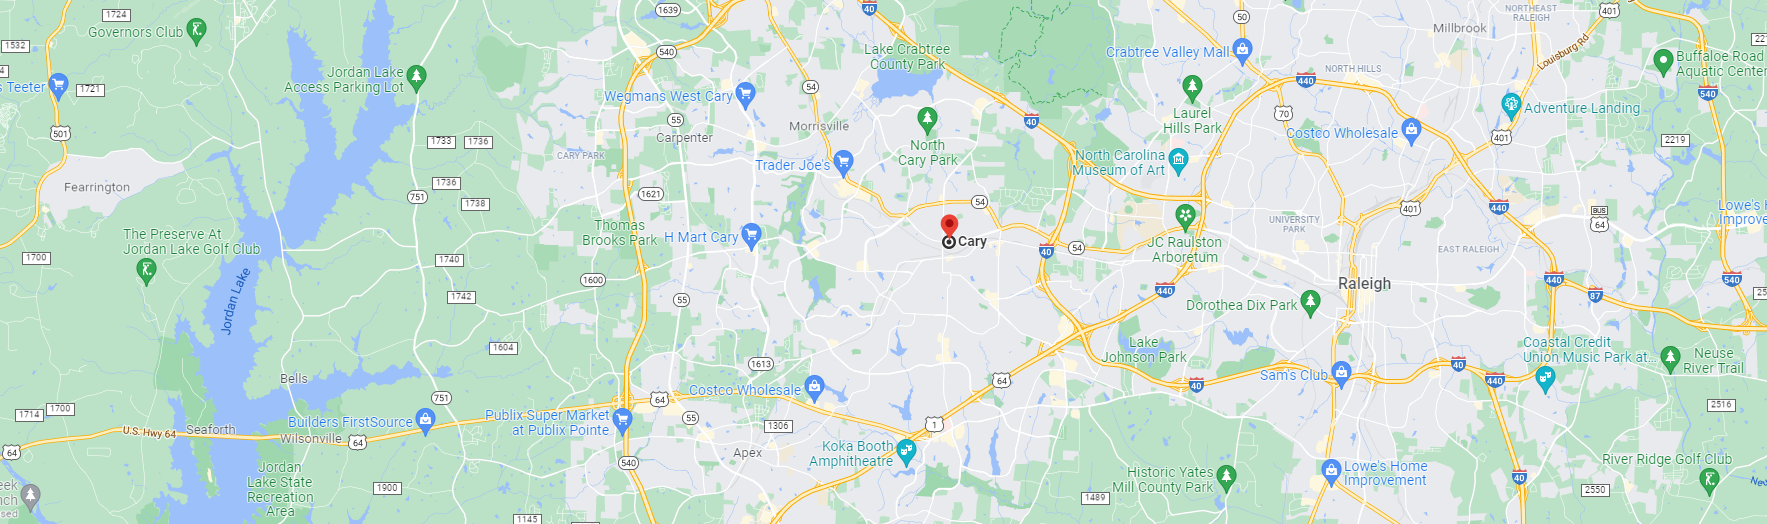 1724
1639
40
50
NORTHEAST
RALEIGH
401
Governors Club
1532
540
Lake Crabtree
County Park
Crabtree Valley Mall
Millbrook
Louisburg Rd
Buffaloe Road
Aquatic Center
Jordan Lake
Access Parking Lot
s Teeter
1721
54
Wegmans West Cary
NORTH HILLS
440
540
Laurel
Hills Park
70
Adventure Landing
501
55
Carpenter
Morrisville
40
Costco Wholesale
401
2219
1733
1736
CARY PARK
Trader Joe's
North
Cary Park
North Carolina
Museum of Art
Fearrington
1736
751
1738
1621
54
401
440
BUS
64
Lowe's H
Improve
The Preserve At
Jordan Lake Golf Club
Thomas
Brooks Park
H Mart Cary
Cary
40
54
JC Raulston
Arboretum
UNIVERSITY
PARK
EAST RALEIGH
1700
1740
1600
Jordan Lake
1742
55
440
Dorothea Dix Park
Raleigh
440
87
540
1604
1613
Lake
Johnson Park
Coastal Credit
Union Music Park at...
Neuse
River Trail
Bells
751
64
Costco Wholesale
64
40
Sam's Club
40
440
1714
1700
Seaforth
U.S. Hwy 64
Wilsonville
64
Builders FirstSource
Publix Super Market
at Publix Pointe
55
1306
1
2516
64
Apex
Koka Booth
Amphitheatre
540
Jordan
Lake State
Recreation
Area
1900
1145
Historic Yates
Mill County Park
1489
Lowe's Home
Improvement
40
River Ridge Golf Club
2550